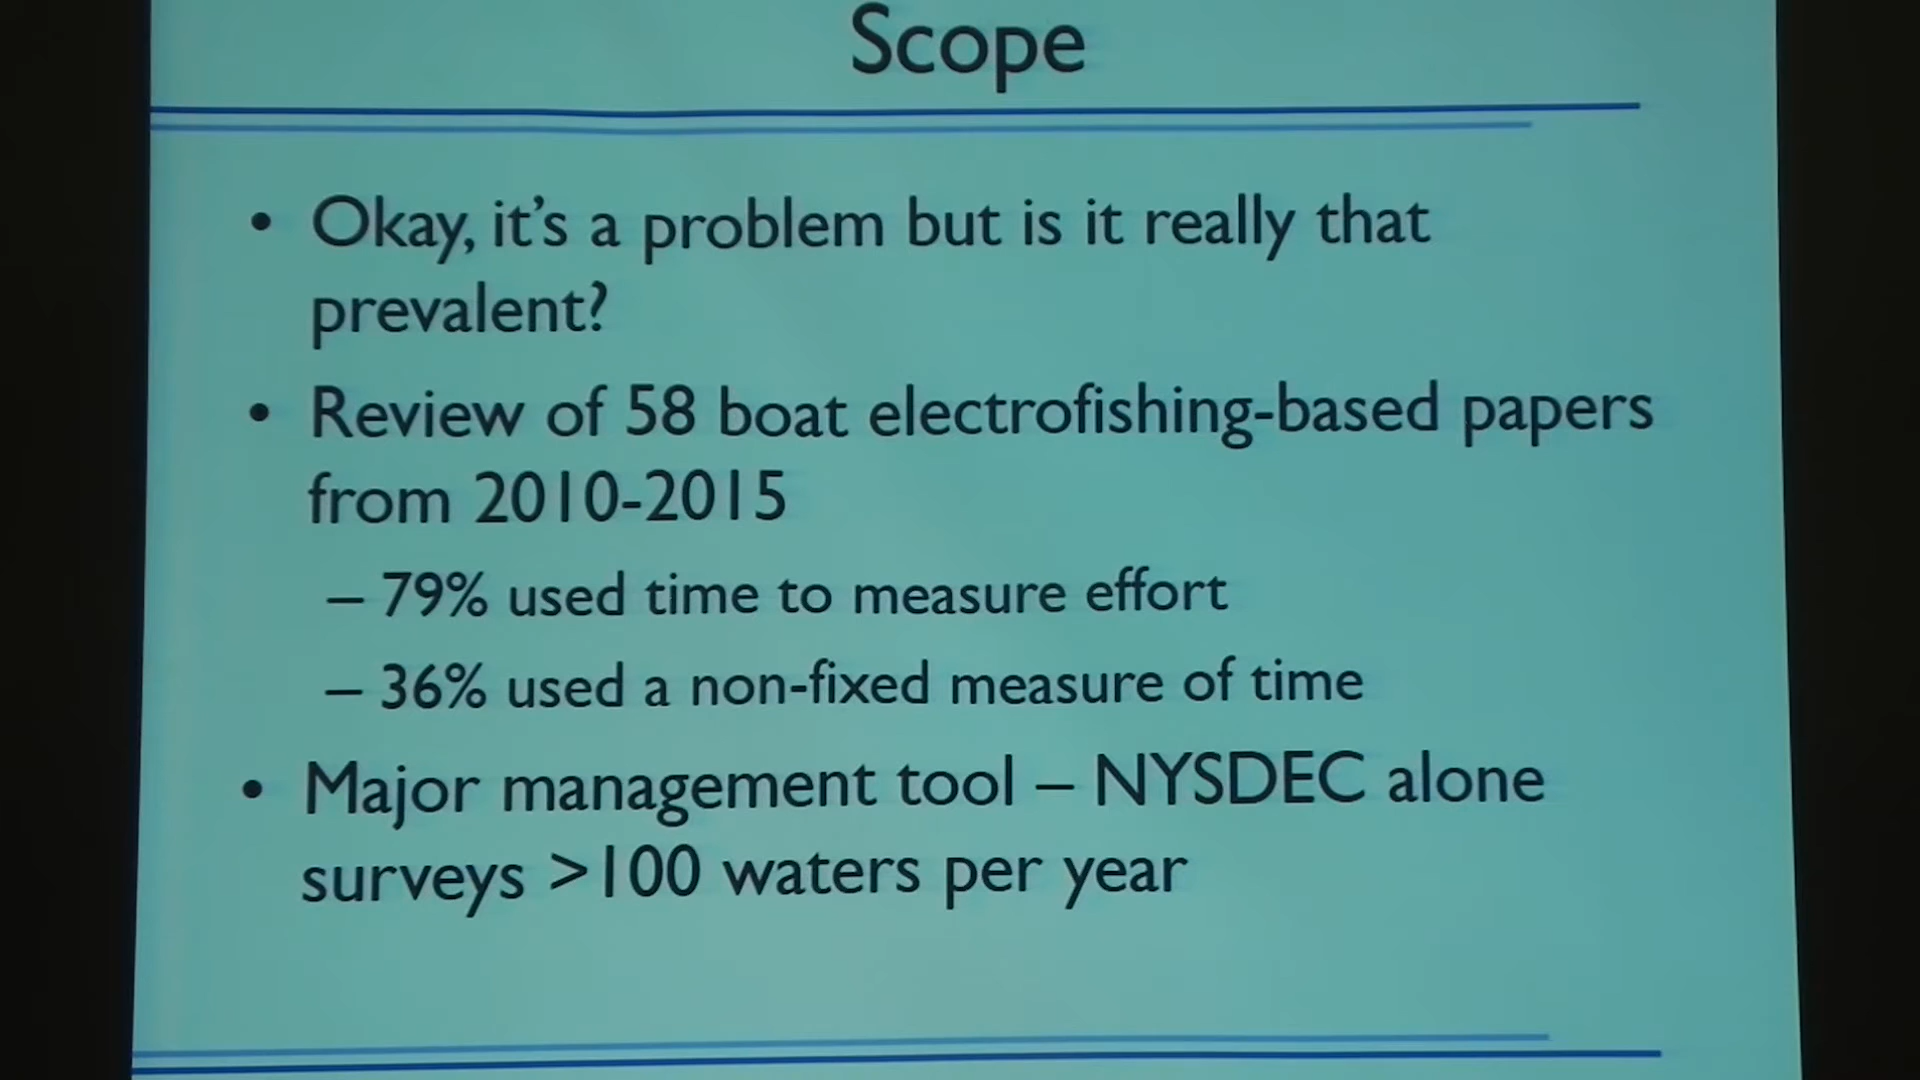 Scope
• Okay, it's a problem but is it really that
prevalent?
• Review of 58 boat electrofishing-based papers
from 2010-2015
– 79% used time to measure effort
– 36% used a non-fixed measure of time
• Major management tool – NYSDEC alone
surveys >100 waters per year